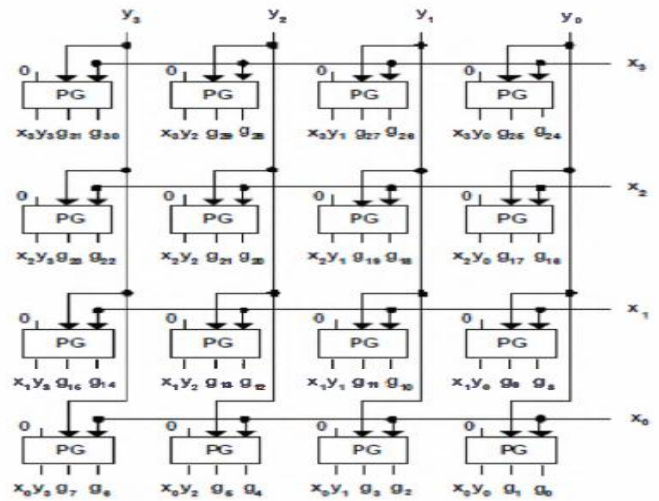 y₃ y₂ y₁ y₀
x₃
0 0 0 0
PG PG PG PG
x₃y₃ g₃₁ g₃₀ x₃y₂ g₂₉ g₂₈ x₃y₁ g₂₇ g₂₆ x₃y₀ g₂₅ g₂₄
x₂
0 0 0 0
PG PG PG PG
x₂y₃ g₂₃ g₂₂ x₂y₂ g₂₁ g₂₀ x₂y₁ g₁₉ g₁₈ x₂y₀ g₁₇ g₁₆
x₁
0 0 0 0
PG PG PG PG
x₁y₃ g₁₅ g₁₄ x₁y₂ g₁₃ g₁₂ x₁y₁ g₁₁ g₁₀ x₁y₀ g₉ g₈
x₀
0 0 0 0
PG PG PG PG
x₀y₃ g₇ g₆ x₀y₂ g₅ g₄ x₀y₁ g₃ g₂ x₀y₀ g₁ g₀